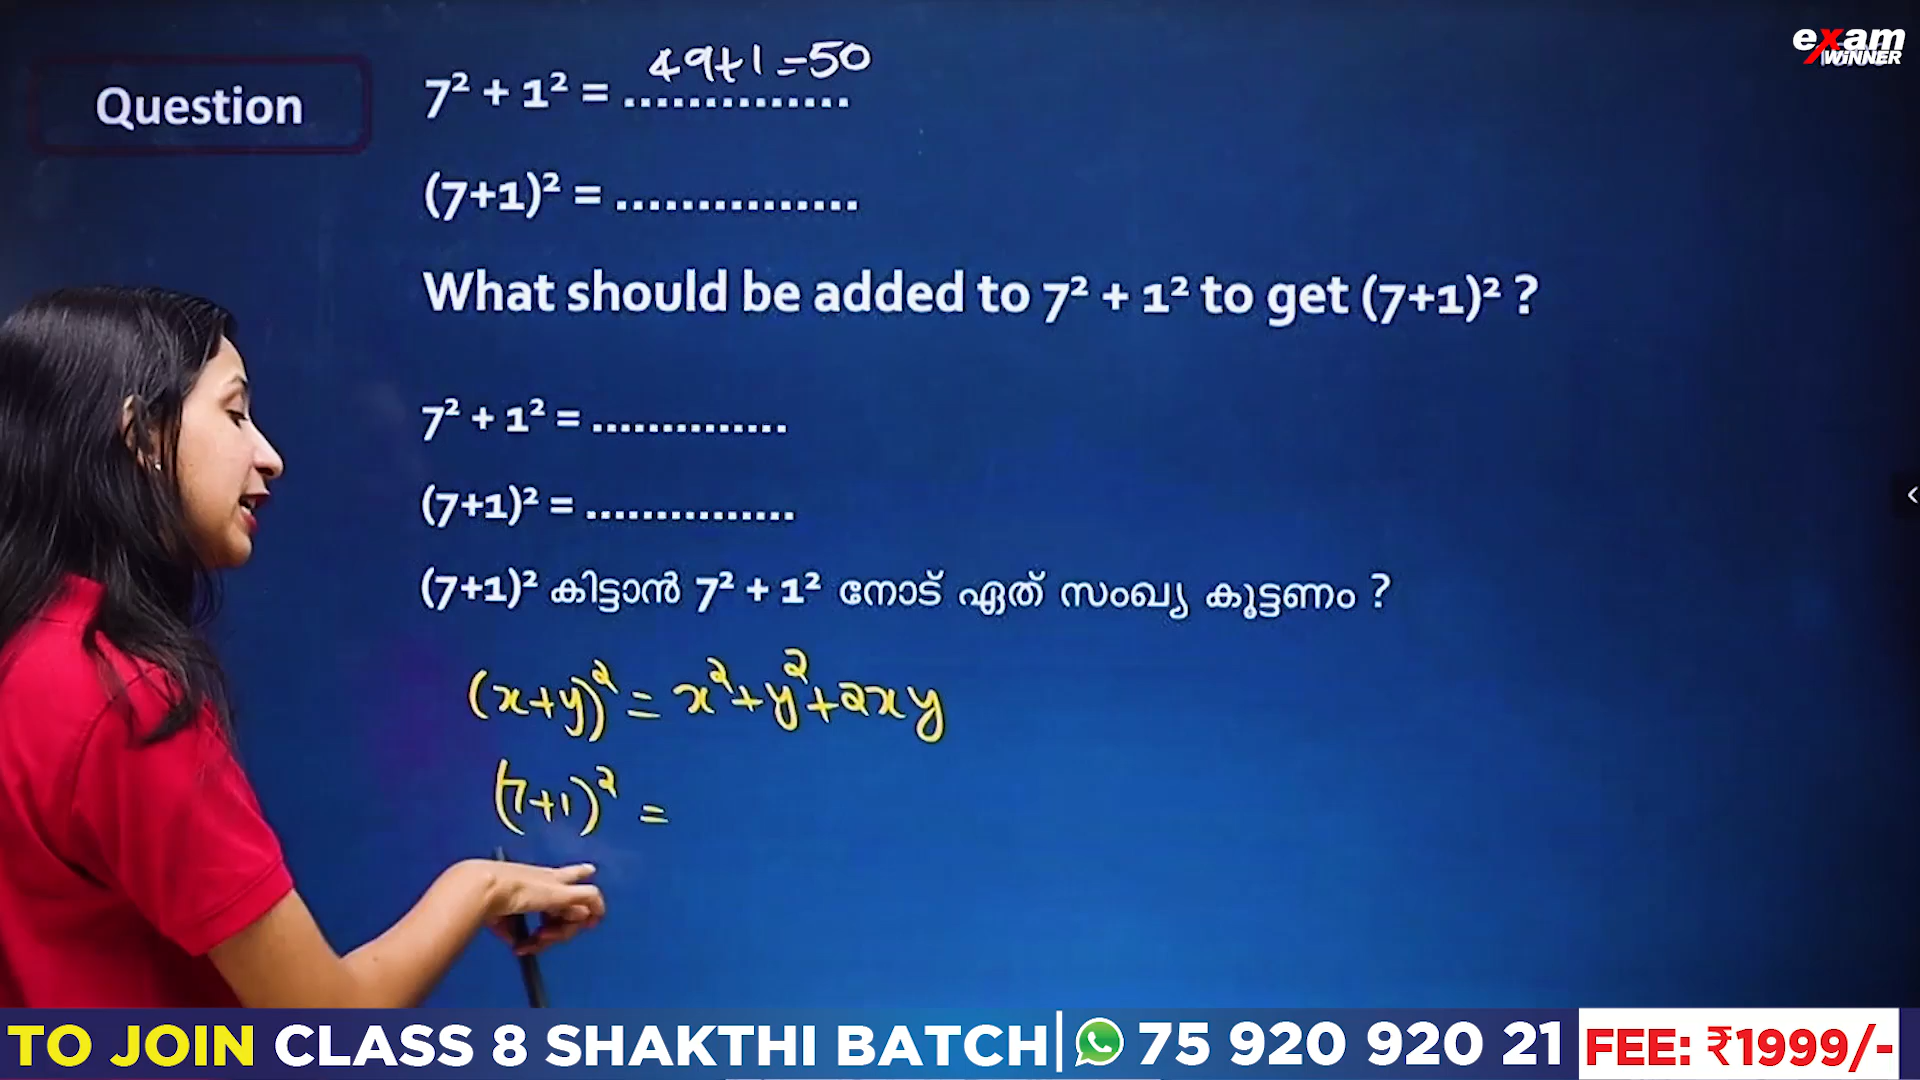 exam
WINNER
Question
49+1=50
7² + 1² = ..............
(7+1)² = ...............
What should be added to 7² + 1² to get (7+1)² ?
7² + 1² = ..............
(7+1)² = ...............
(7+1)² കിട്ടാൻ 7² + 1² നോട് ഏത് സംഖ്യ കൂട്ടണം ?
(x+y)² = x²+y²+2xy
(7+1)² =
TO JOIN CLASS 8 SHAKTHI BATCH | 75 920 920 21 FEE: ₹1999/-